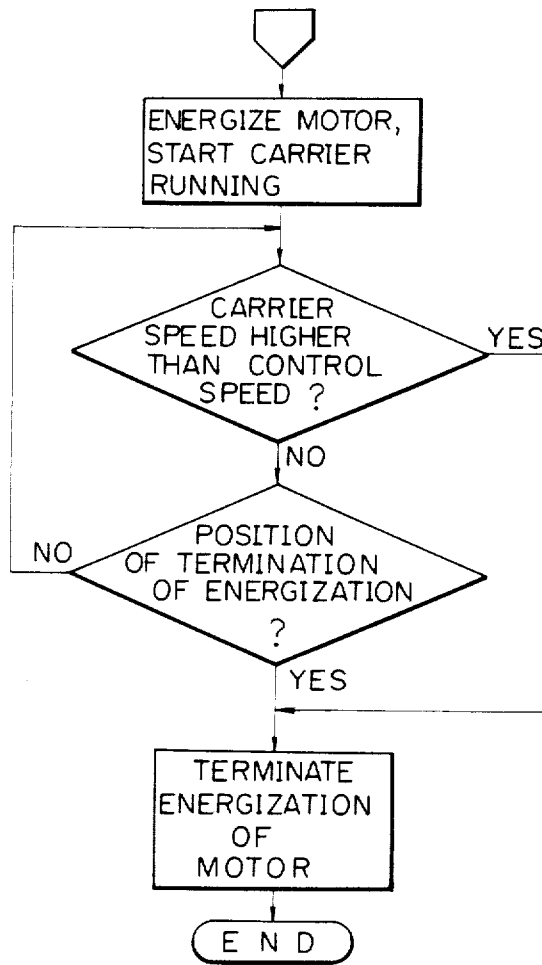 ENERGIZE MOTOR,
START CARRIER
RUNNING
CARRIER
SPEED HIGHER
THAN CONTROL
SPEED ?
YES
NO
POSITION
OF TERMINATION
OF ENERGIZATION
?
NO
YES
TERMINATE
ENERGIZATION
OF
MOTOR
END